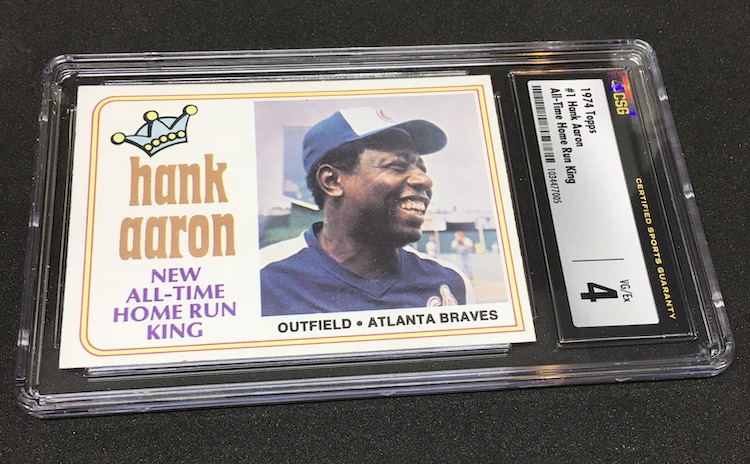 hank
aaron
NEW
ALL-TIME
HOME RUN
KING
OUTFIELD • ATLANTA BRAVES
CSG
CERTIFIED SPORTS GUARANTY
1974 Topps
#1 Hank Aaron
All-Time Home Run King
1034477005
VG/Ex
4